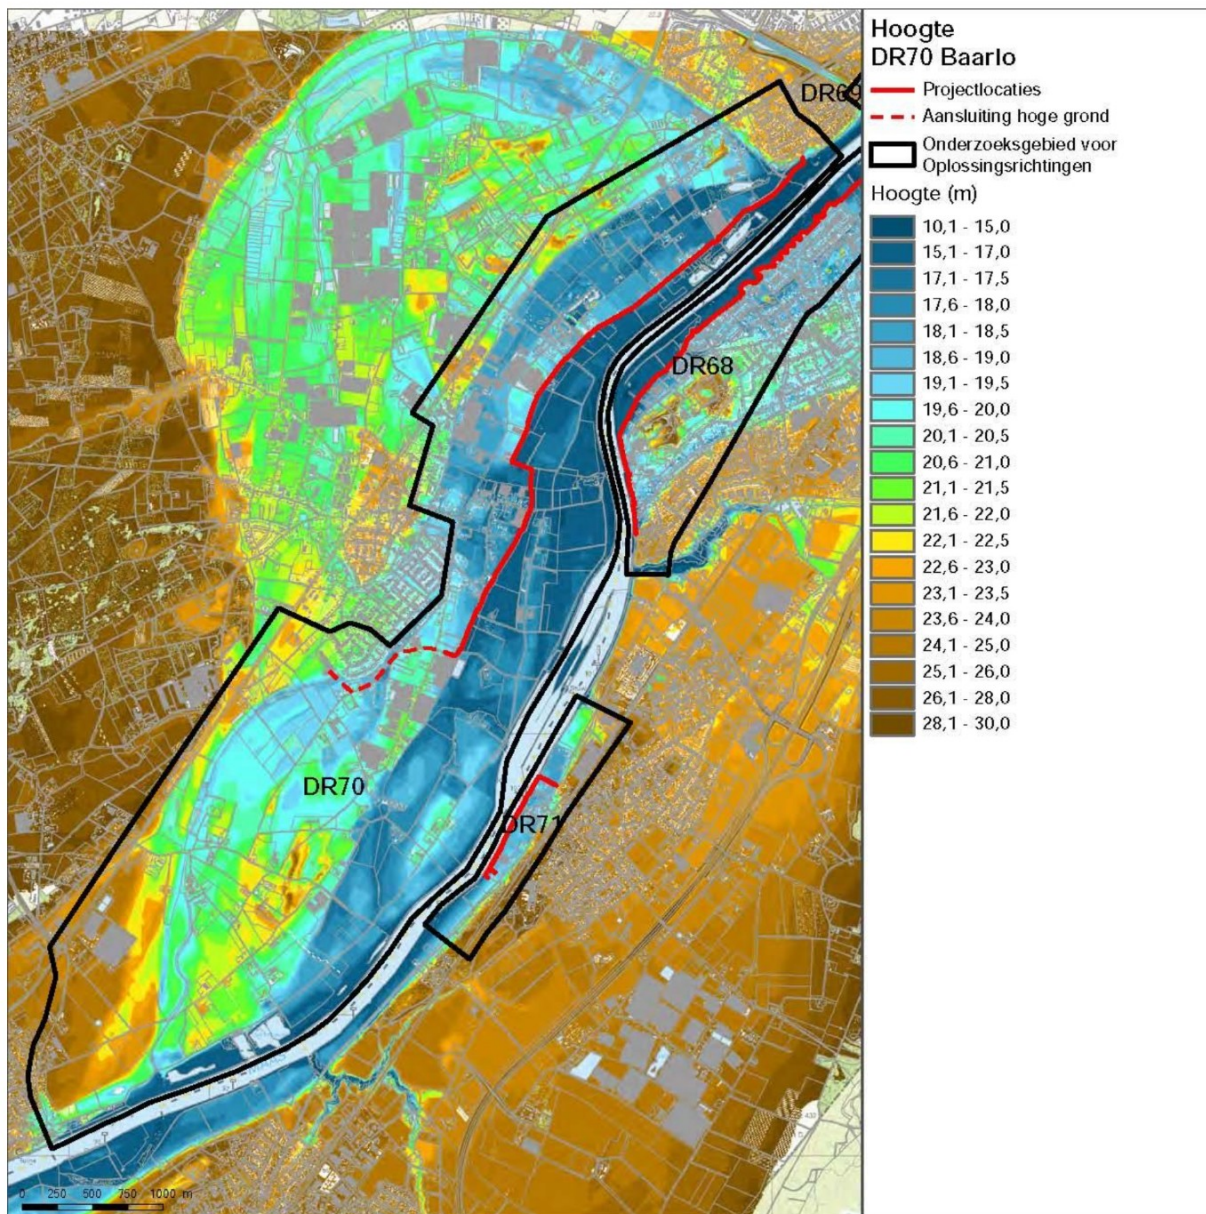 Hoogte
DR70 Baarlo
Projectlocaties
Aansluiting hoge grond
Onderzoeksgebied voor
Oplossingsrichtingen
Hoogte (m)
10,1 - 15,0
15,1 - 17,0
17,1 - 17,5
17,6 - 18,0
18,1 - 18,5
18,6 - 19,0
19,1 - 19,5
19,6 - 20,0
20,1 - 20,5
20,6 - 21,0
21,1 - 21,5
21,6 - 22,0
22,1 - 22,5
22,6 - 23,0
23,1 - 23,5
23,6 - 24,0
24,1 - 25,0
25,1 - 26,0
26,1 - 28,0
28,1 - 30,0
DR69
DR68
DR70
DR71
0 250 500 750 1000 m